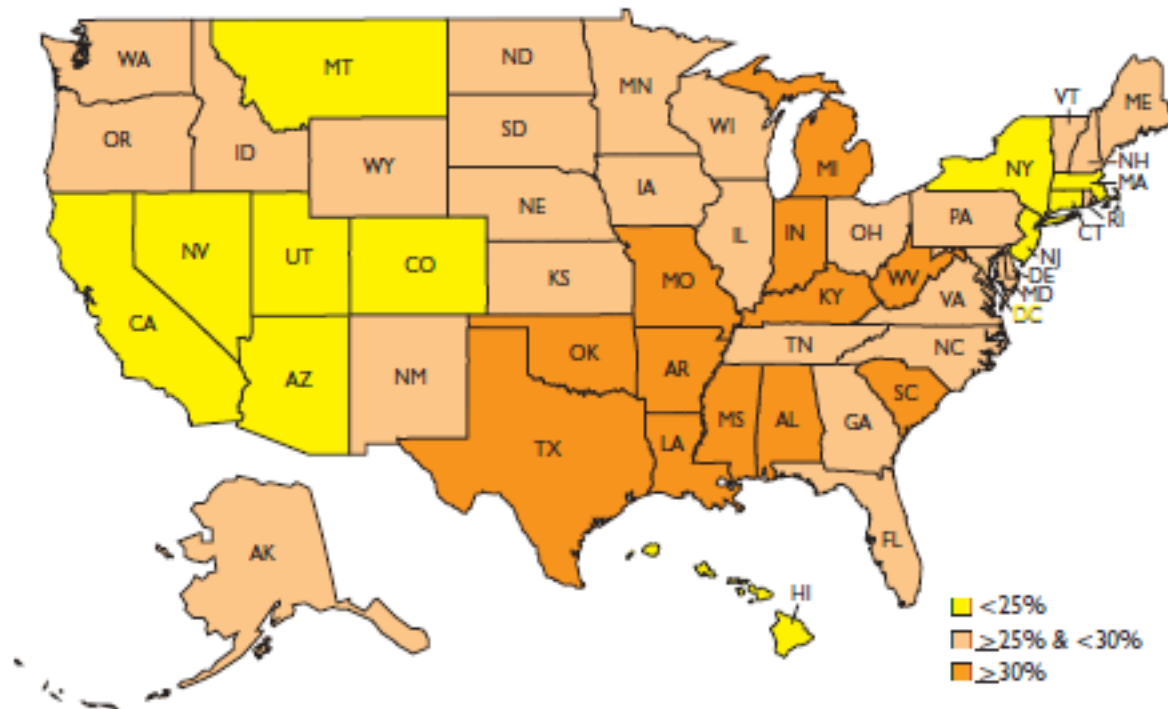 WA
MT
ND
MN
VT
ME
OR
ID
SD
WI
NY
NH
MA
WY
MI
RI
CT
IA
PA
NE
NV
UT
CO
IL
IN
OH
NJ
DE
MD
DC
KS
MO
WV
VA
KY
CA
TN
NC
AZ
NM
OK
AR
SC
MS
AL
GA
TX
LA
FL
AK
HI
<25%
≥25% & <30%
≥30%